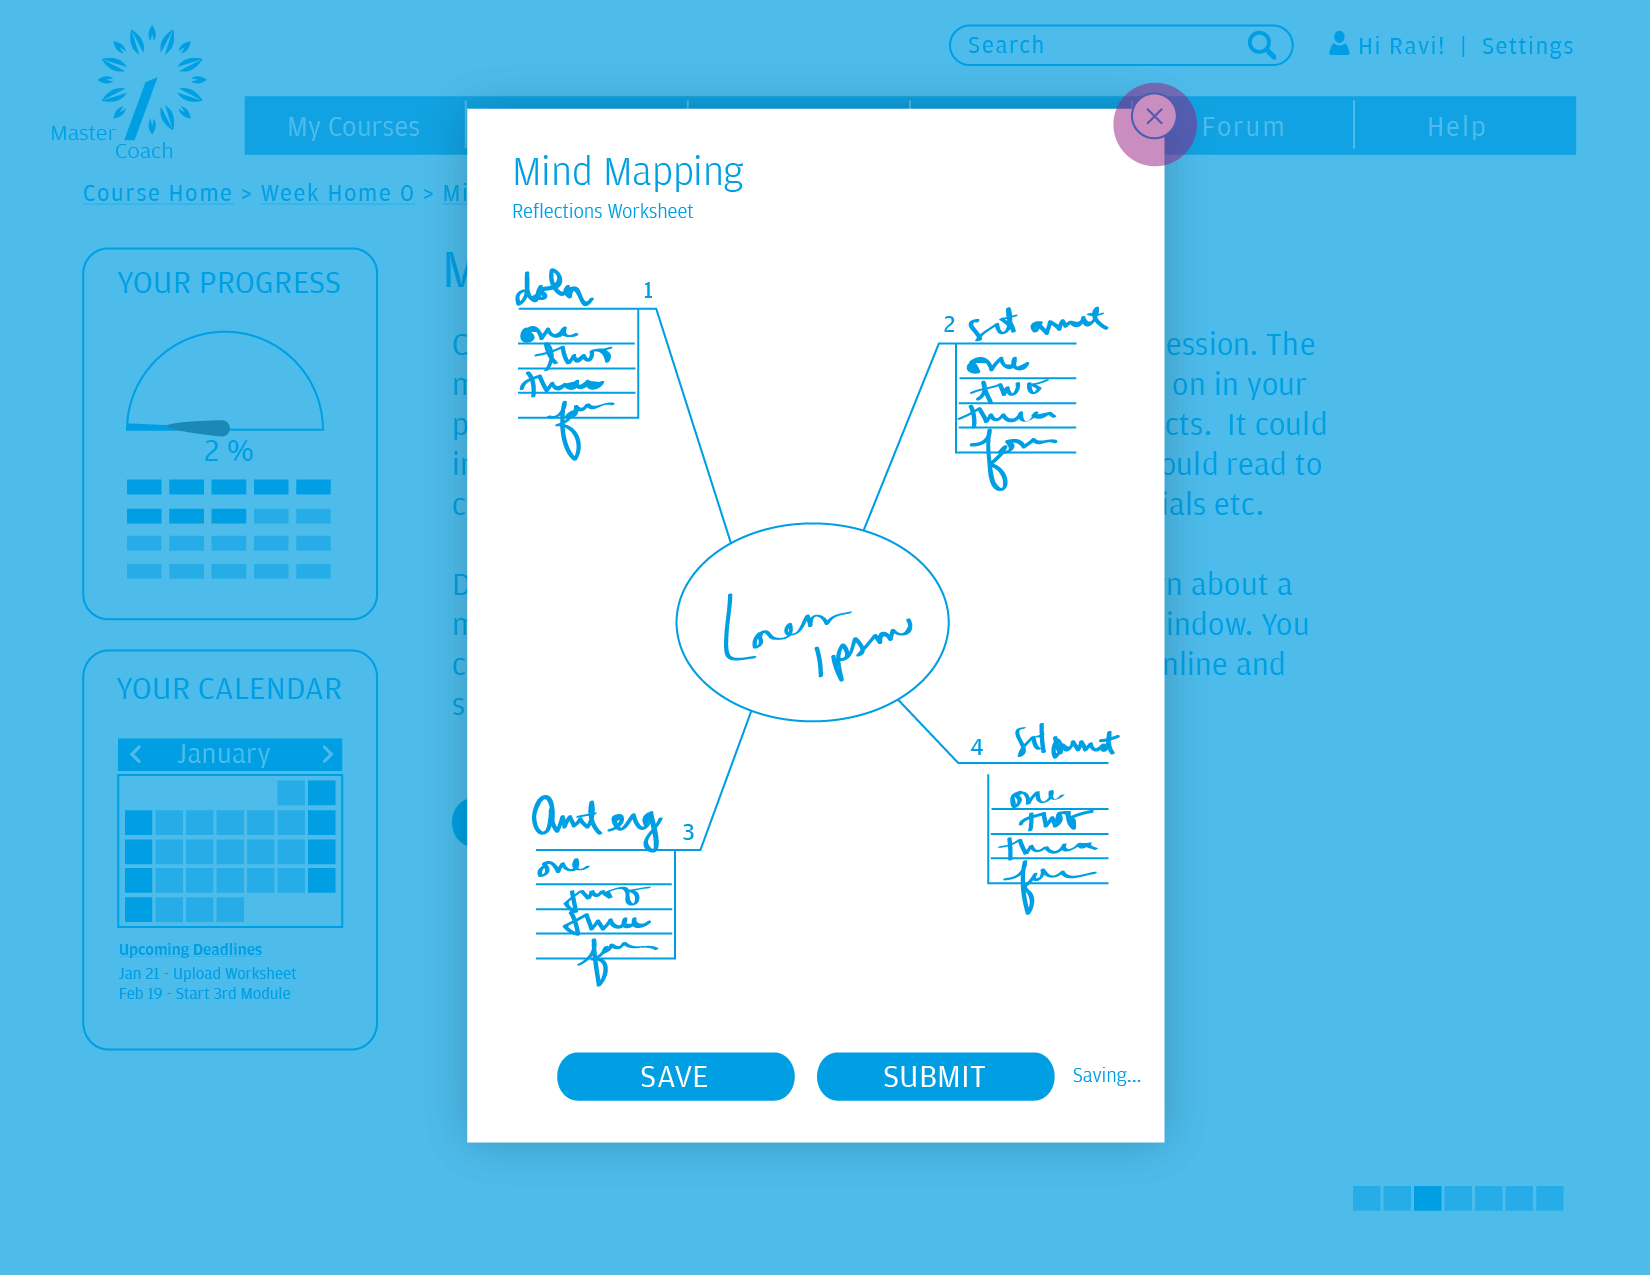 Search
Hi Ravi! | Settings
Master
Coach
My Courses
Forum
Help
Course Home > Week Home 0 > Mi
YOUR PROGRESS
2 %
YOUR CALENDAR
January
Upcoming Deadlines
Jan 21 - Upload Worksheet
Feb 19 - Start 3rd Module
M
ession. The
on in your
cts. It could
ould read to
ials etc.
n about a
indow. You
nline and
Mind Mapping
Reflections Worksheet
1
one
two
three
2 sit amet
one
two
three
four
Lorem
Ipsum
3
one
two
three
four
4 sit amet
one
two
three
four
SAVE
SUBMIT
Saving...